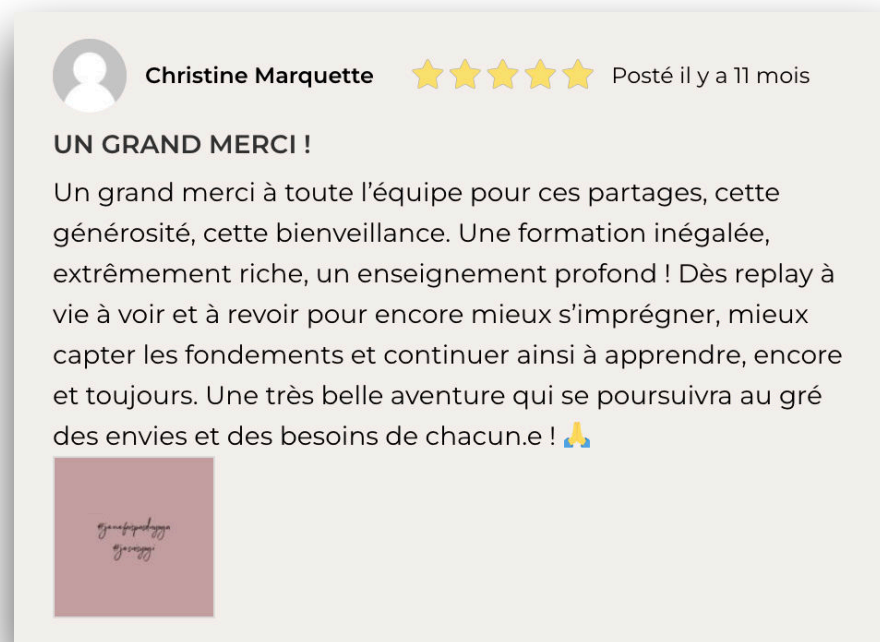 Christine Marquette Posté il y a 11 mois
UN GRAND MERCI !
Un grand merci à toute l’équipe pour ces partages, cette
générosité, cette bienveillance. Une formation inégalée,
extrêmement riche, un enseignement profond ! Dès replay à
vie à voir et à revoir pour encore mieux s’imprégner, mieux
capter les fondements et continuer ainsi à apprendre, encore
et toujours. Une très belle aventure qui se poursuivra au gré
des envies et des besoins de chacun.e ! 🙏
#jenefaispasduyoga
#jesuisyogi